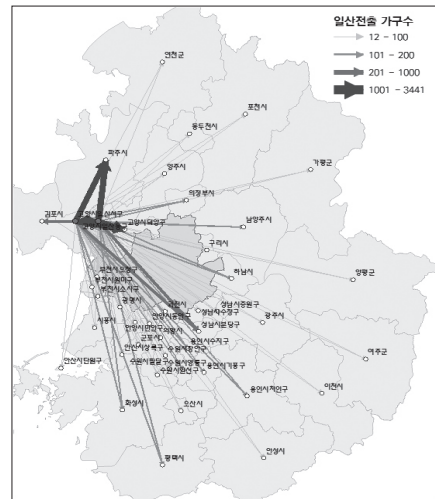 일산전출 가구수
12 - 100
101 - 200
201 - 1000
1001 - 3441
연천군
포천시
동두천시
파주시
양주시
가평군
의정부시
김포시
고양시덕양구
남양주시
구리시
하남시
양평군
부천시오정구
부천시원미구
부천시소사구
광명시
과천시
성남시중원구
성남시수정구
시흥시
안양시만안구
안양시동안구
의왕시
성남시분당구
광주시
군포시
용인시수지구
안산시단원구
안산시상록구
수원시장안구
수원시팔달구
수원시영통구
수원시권선구
용인시기흥구
여주군
이천시
용인시처인구
화성시
오산시
안성시
평택시